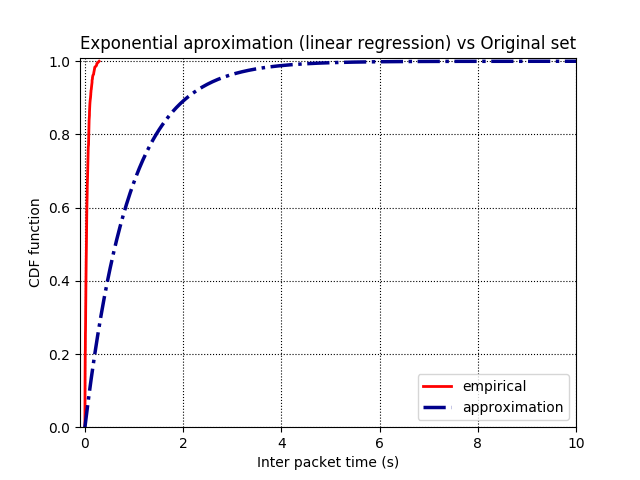 Exponential aproximation (linear regression) vs Original set
1.0
0.8
0.6
0.4
0.2
0.0
CDF function
0 2 4 6 8 10
Inter packet time (s)
empirical
approximation